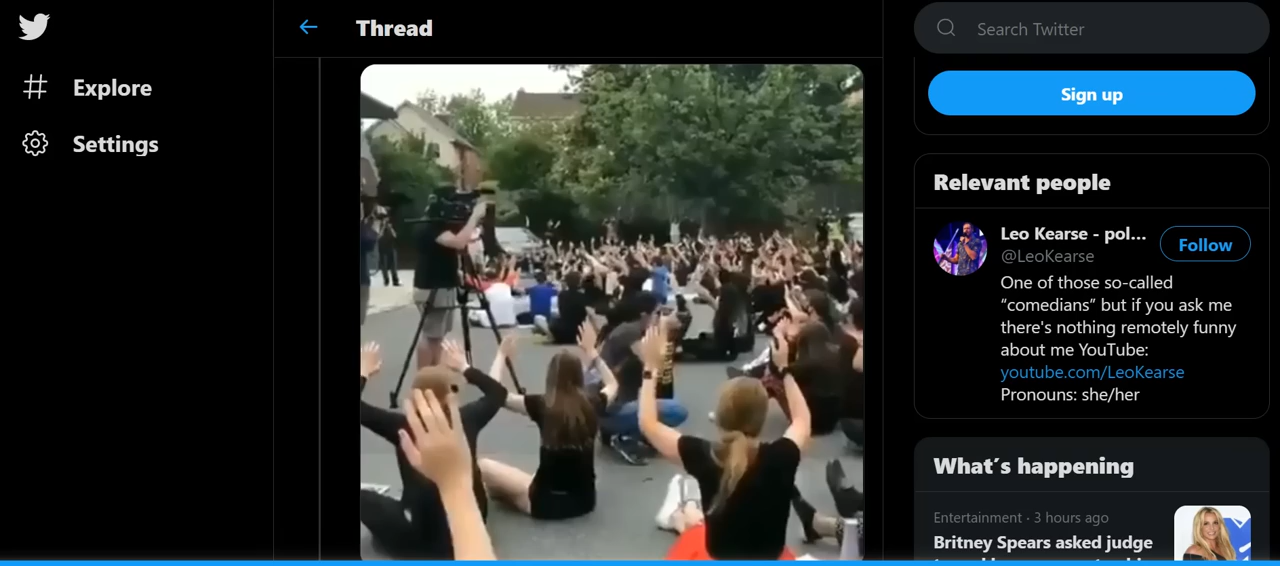 Explore
Settings
Thread
Search Twitter
Sign up
Relevant people
Leo Kearse - pol...
@LeoKearse
Follow
One of those so-called
“comedians” but if you ask me
there's nothing remotely funny
about me YouTube:
youtube.com/LeoKearse
Pronouns: she/her
What’s happening
Entertainment · 3 hours ago
Britney Spears asked judge